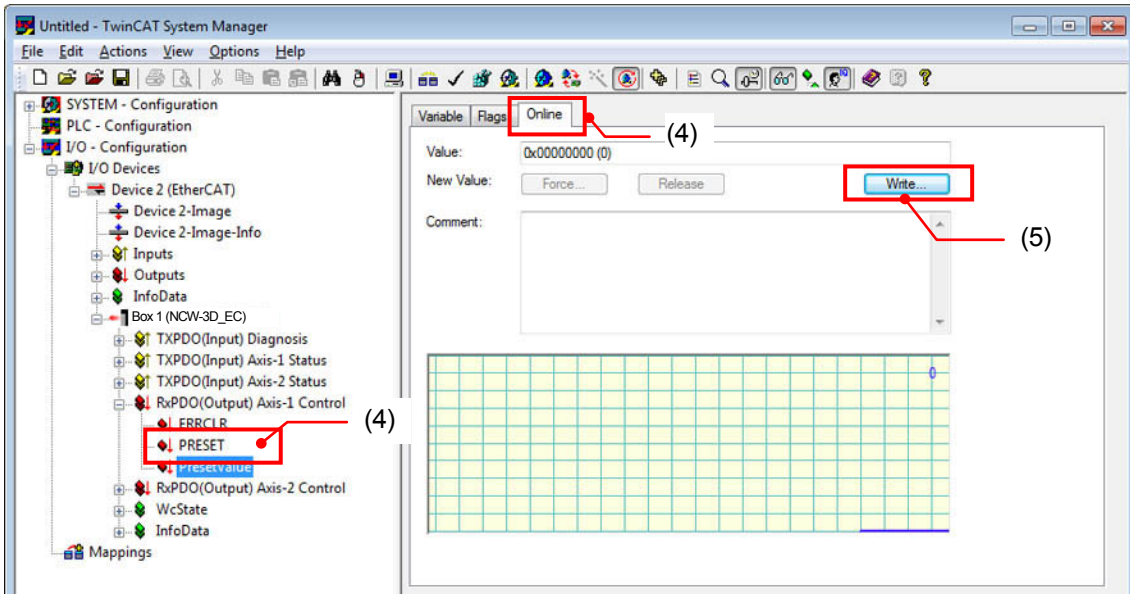 Untitled - TwinCAT System Manager
File Edit Actions View Options Help
SYSTEM - Configuration
PLC - Configuration
I/O - Configuration
I/O Devices
Device 2 (EtherCAT)
Device 2-Image
Device 2-Image-Info
Inputs
Outputs
InfoData
Box 1 (NCW-3D_EC)
TXPDO(Input) Diagnosis
TXPDO(Input) Axis-1 Status
TXPDO(Input) Axis-2 Status
RxPDO(Output) Axis-1 Control
ERRCLR
PRESET
PresetValue
(4)
RxPDO(Output) Axis-2 Control
WcState
InfoData
Mappings
Variable Flags Online
(4)
Value: 0x00000000 (0)
New Value: Force... Release Write...
(5)
Comment:
0